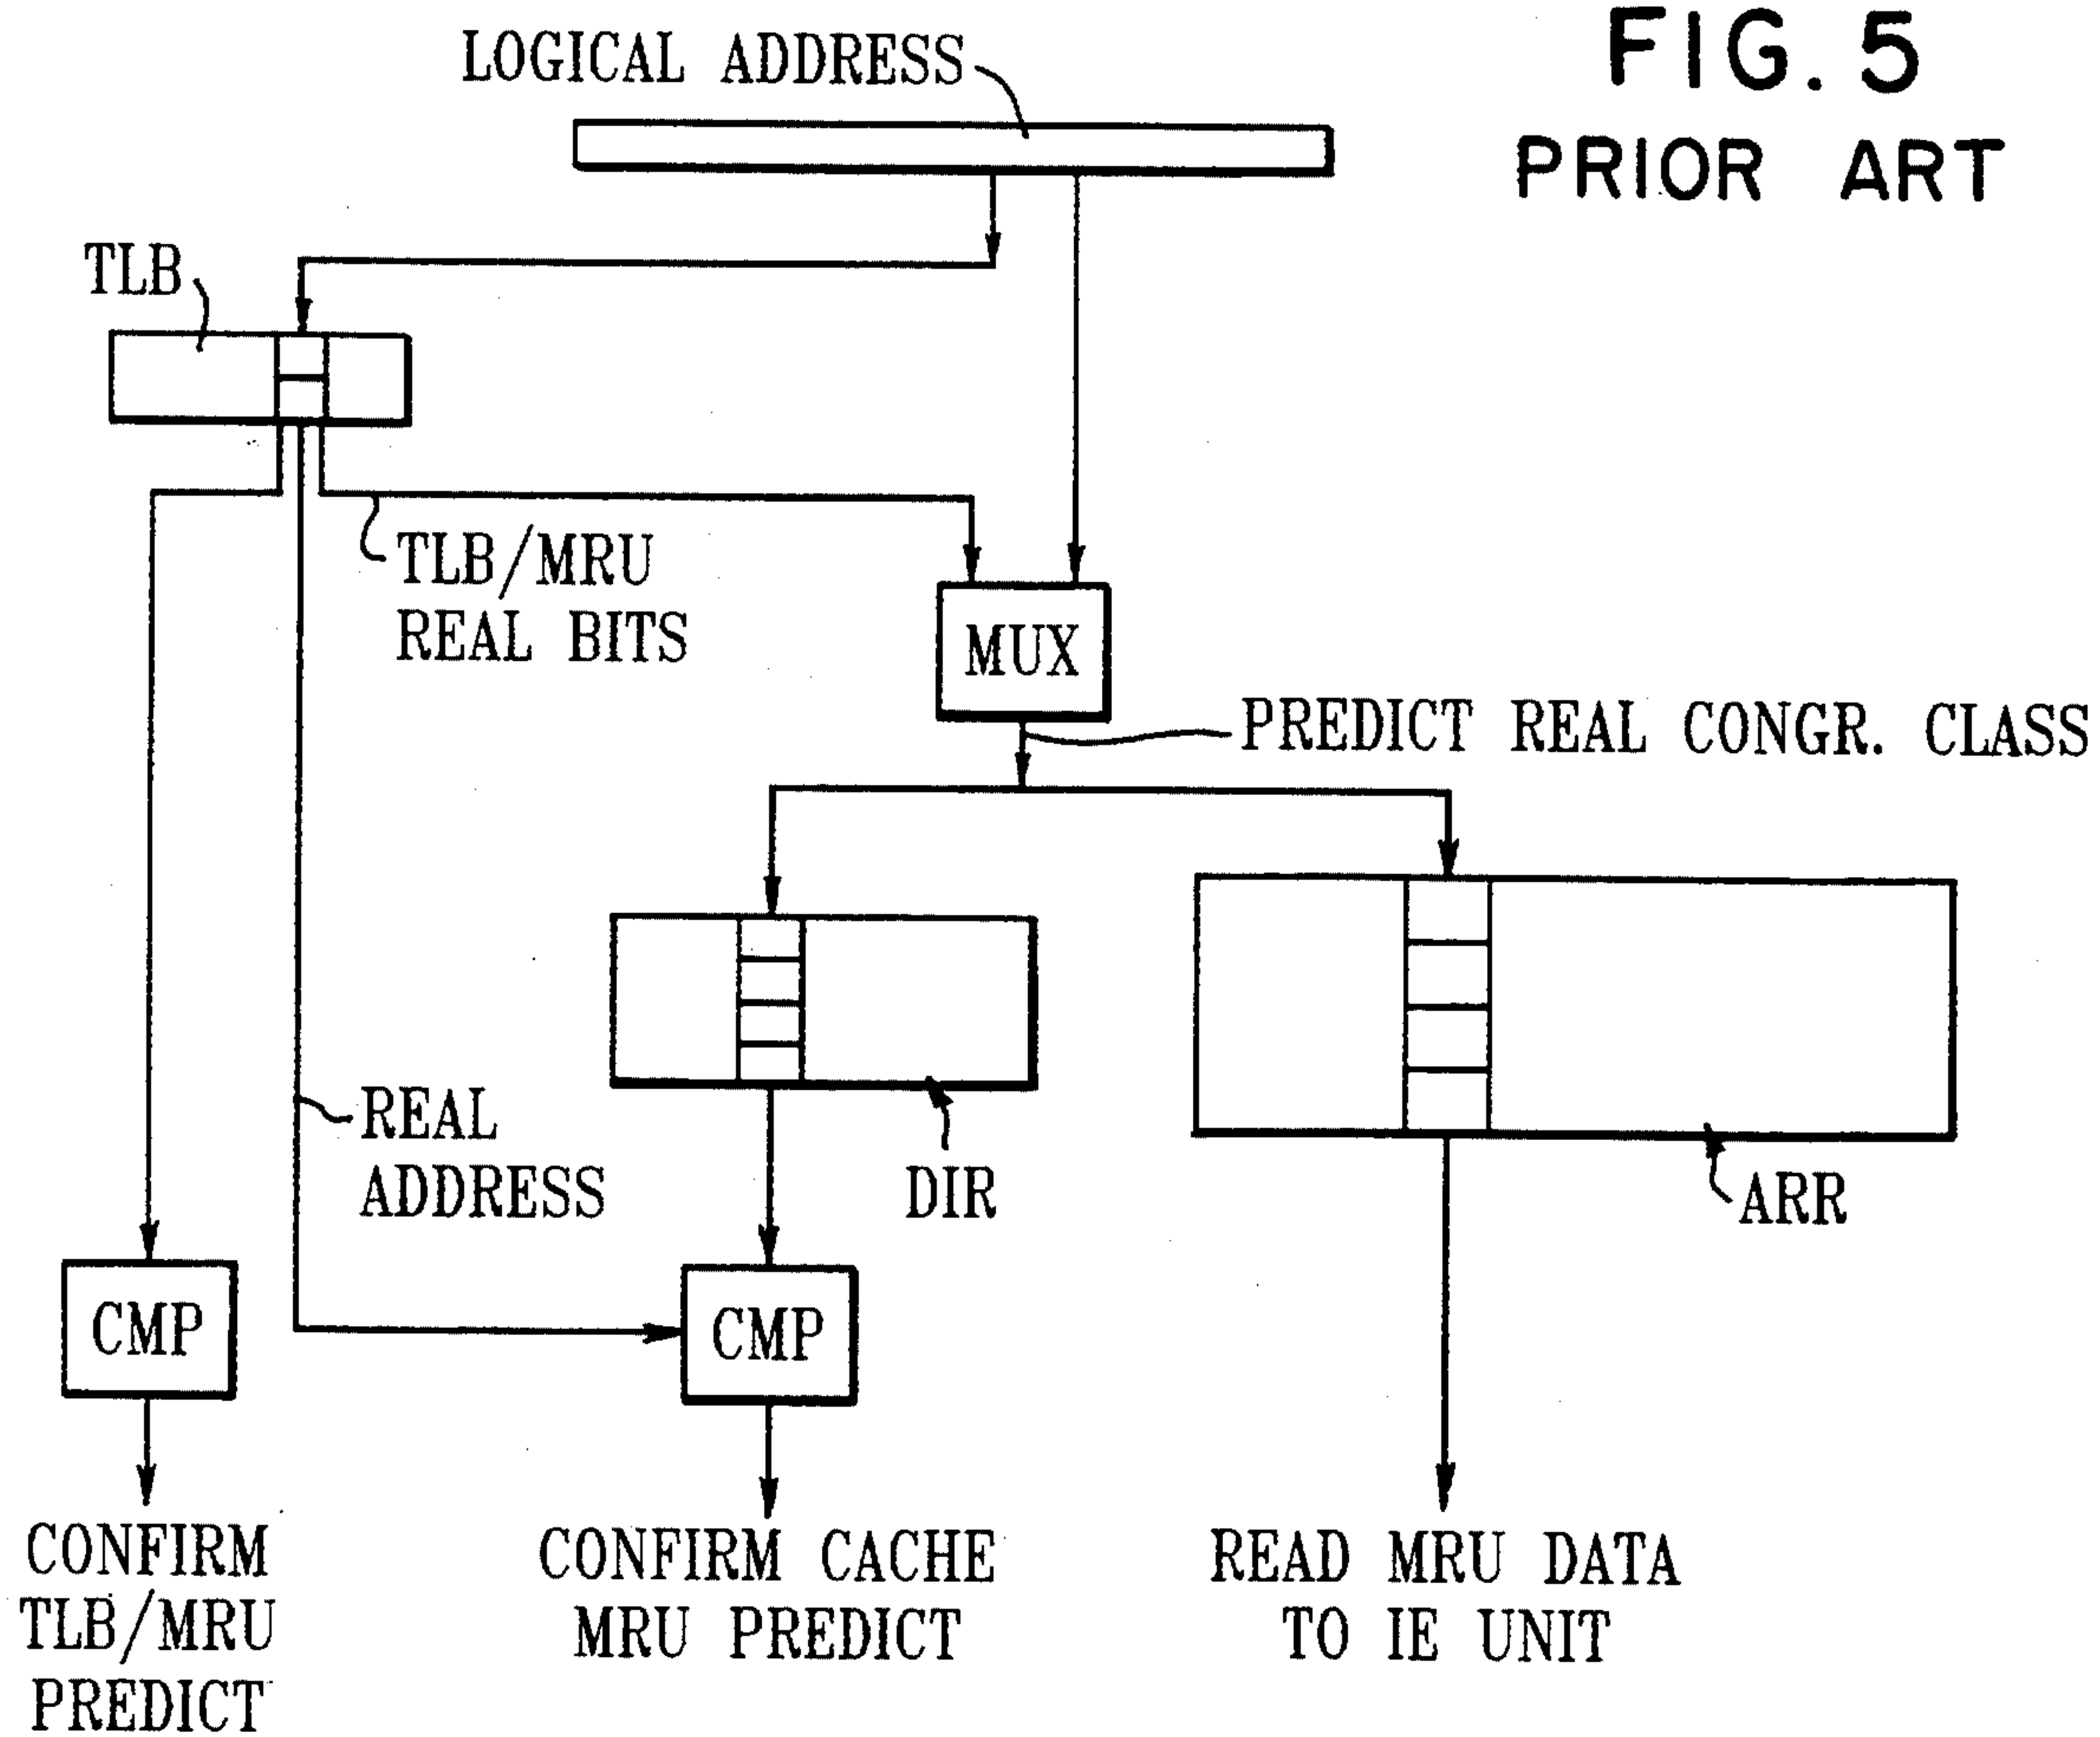 FIG. 5
PRIOR ART
LOGICAL ADDRESS
TLB
TLB/MRU
REAL BITS
MUX
PREDICT REAL CONGR. CLASS
REAL
ADDRESS
DIR
ARR
CMP
CMP
CONFIRM
TLB/MRU
PREDICT
CONFIRM CACHE
MRU PREDICT
READ MRU DATA
TO IE UNIT